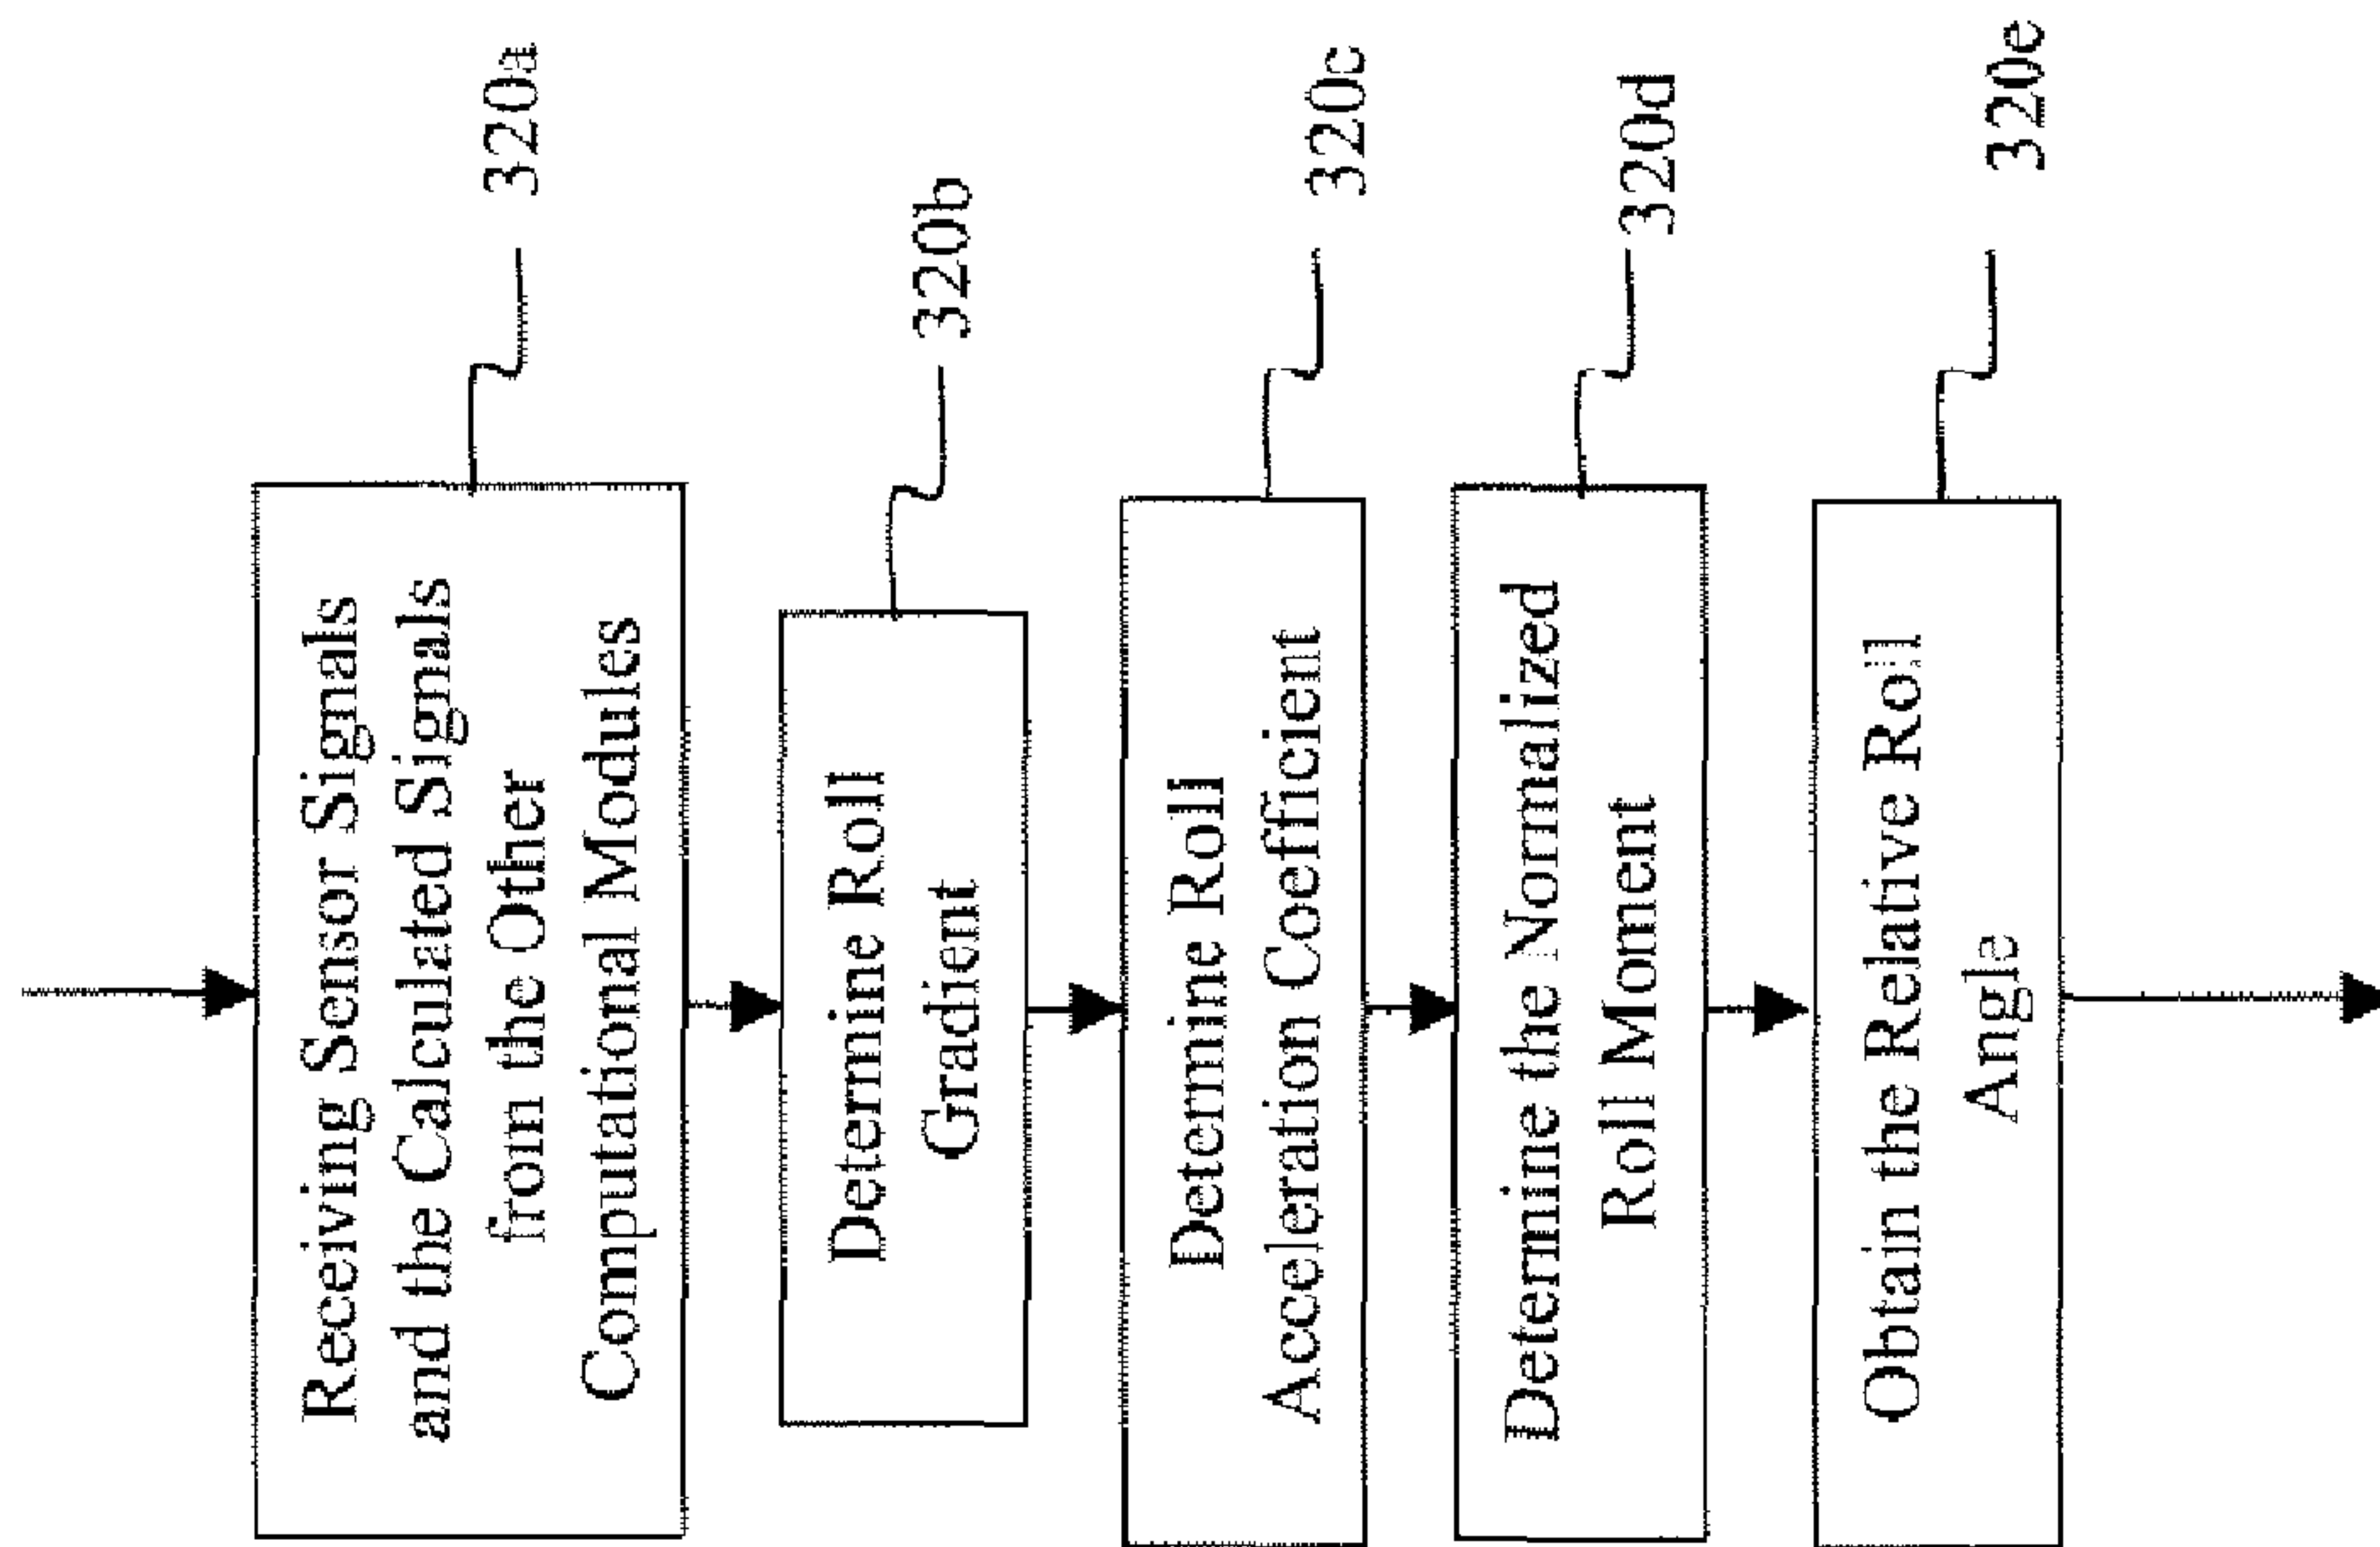 Receiving Sensor Signals
and the Calculated Signals
from the Other
Computational Modules
320a
Determine Roll
Gradient
320b
Determine Roll
Acceleration Coefficient
320c
Determine the Normalized
Roll Moment
320d
Obtain the Relative Roll
Angle
320e